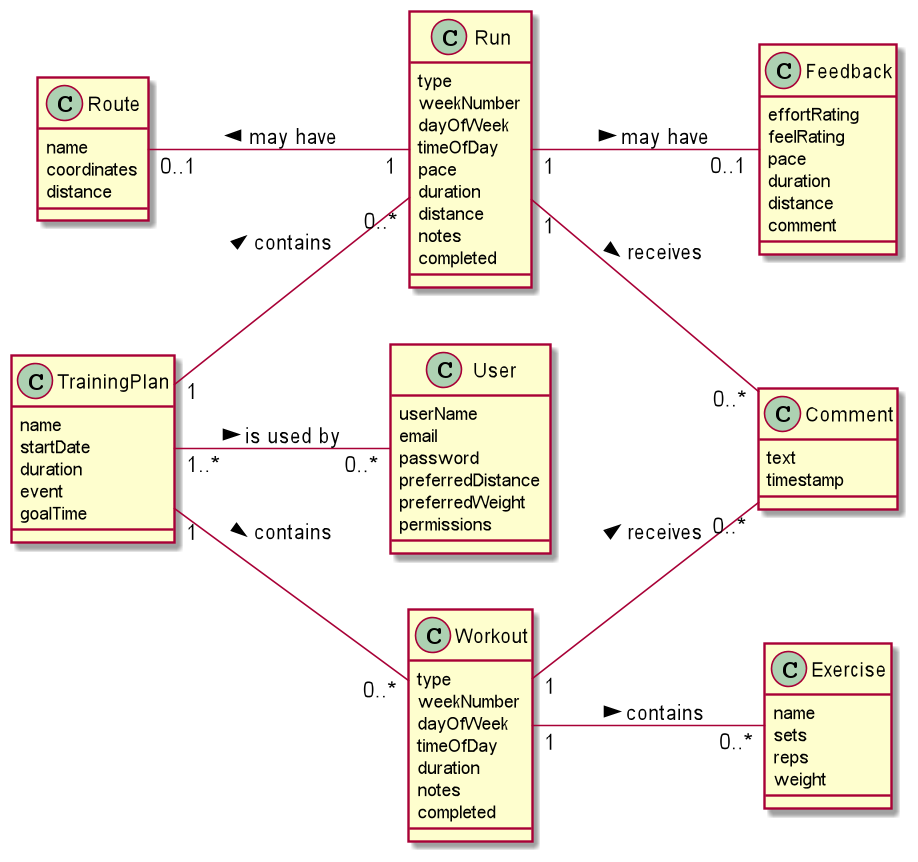 C Run
type
weekNumber
dayOfWeek
timeOfDay
pace
duration
distance
notes
completed
C Feedback
effortRating
feelRating
pace
duration
distance
comment
C Route
name
coordinates
distance
◄ may have
0..1
1
► may have
1
0..1
contains
0..*
1
receives
1
0..*
C TrainingPlan
name
startDate
duration
event
goalTime
► is used by
1..*
0..*
C User
userName
email
password
preferredDistance
preferredWeight
permissions
C Comment
text
timestamp
contains
1
0..*
receives
0..*
1
C Workout
type
weekNumber
dayOfWeek
timeOfDay
duration
notes
completed
► contains
1
0..*
C Exercise
name
sets
reps
weight